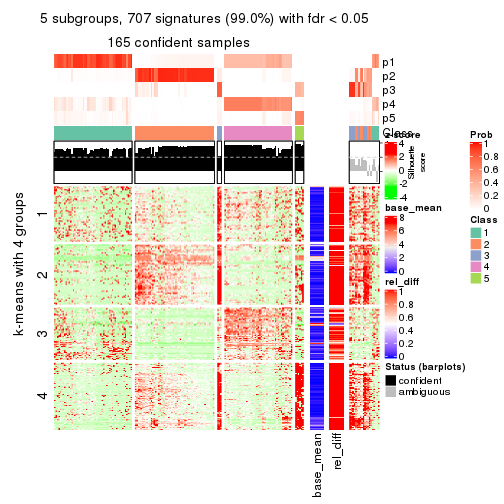 5 subgroups, 707 signatures (99.0%) with fdr < 0.05
165 confident samples
p1
p2
p3
p4
p5
Class
Silhouette
score
k-means with 4 groups
1
2
3
4
base_mean
rel_diff
z-score
4
2
0
-2
-4
base_mean
8
6
4
2
0
rel_diff
1
0.8
0.6
0.4
0.2
0
Status (barplots)
confident
ambiguous
Prob
1
0.8
0.6
0.4
0.2
0
Class
1
2
3
4
5